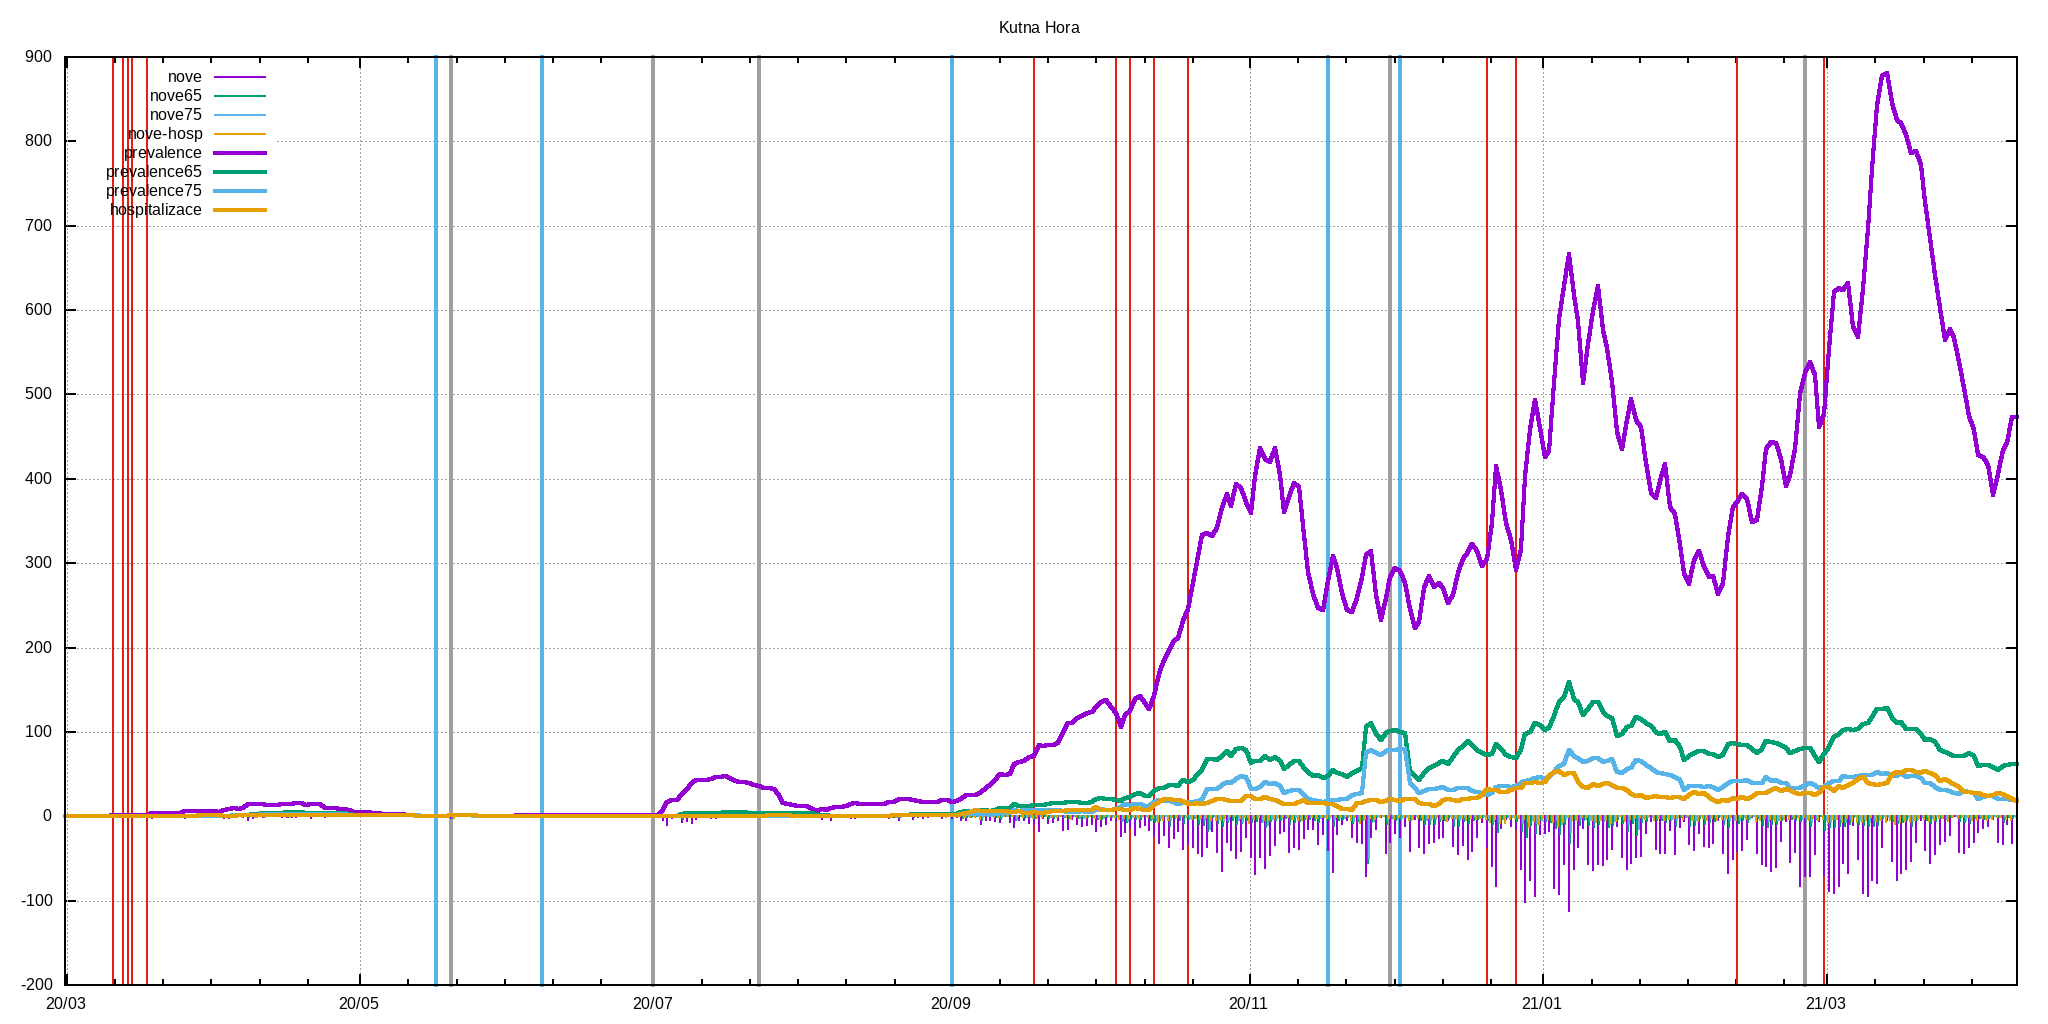 Kutna Hora
900
800
700
600
500
400
300
200
100
0
-100
-200
nove
nove65
nove75
nove-hosp
prevalence
prevalence65
prevalence75
hospitalizace
20/03 20/05 20/07 20/09 20/11 21/01 21/03